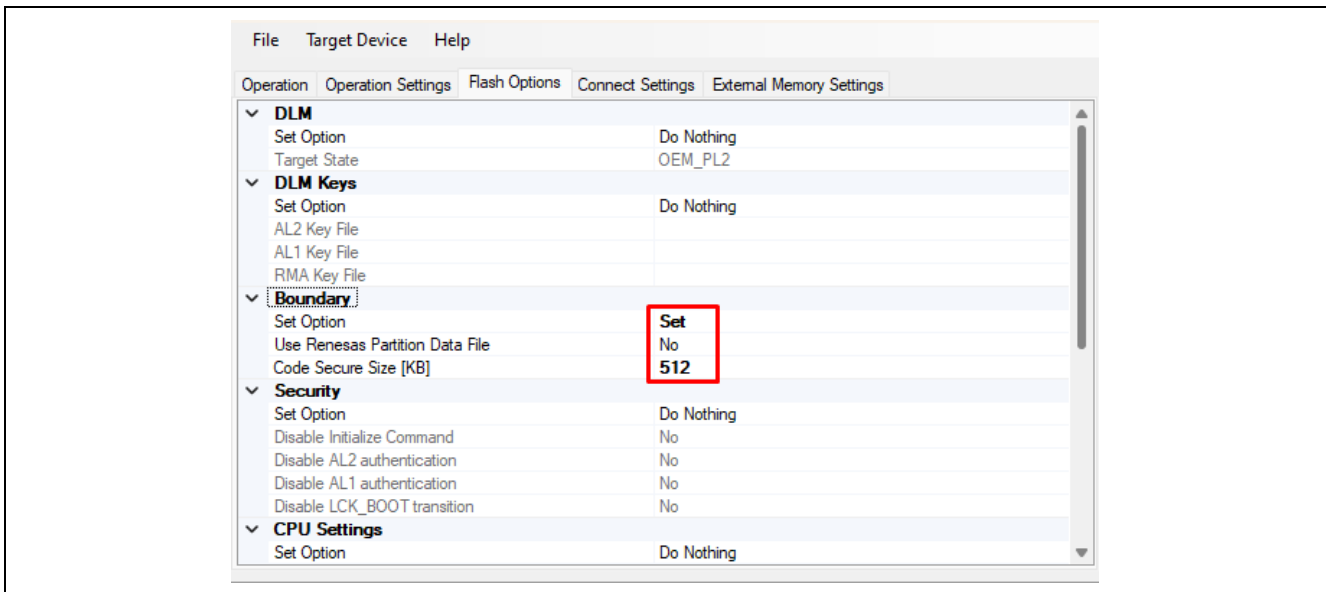 File Target Device Help
Operation Operation Settings Flash Options Connect Settings External Memory Settings
DLM
Set Option Do Nothing
Target State OEM_PL2
DLM Keys
Set Option Do Nothing
AL2 Key File
AL1 Key File
RMA Key File
Boundary
Set Option Set
Use Renesas Partition Data File No
Code Secure Size [KB] 512
Security
Set Option Do Nothing
Disable Initialize Command No
Disable AL2 authentication No
Disable AL1 authentication No
Disable LCK_BOOT transition No
CPU Settings
Set Option Do Nothing